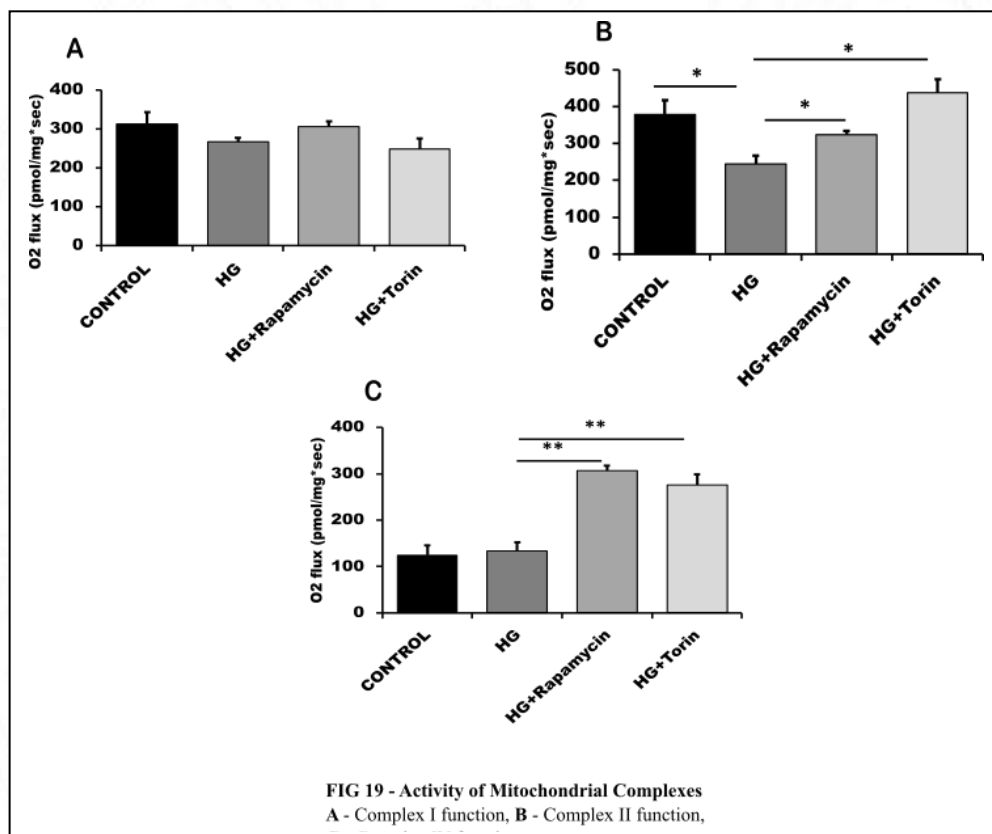 A
O2 flux (pmol/mg*sec)
400
300
200
100
0
CONTROL
HG
HG+Rapamycin
HG+Torin
B
O2 flux (pmol/mg*sec)
500
400
300
200
100
0
*
*
*
CONTROL
HG
HG+Rapamycin
HG+Torin
C
O2 flux (pmol/mg*sec)
400
300
200
100
0
**
**
CONTROL
HG
HG+Rapamycin
HG+Torin
FIG 19 - Activity of Mitochondrial Complexes
A - Complex I function, B - Complex II function,